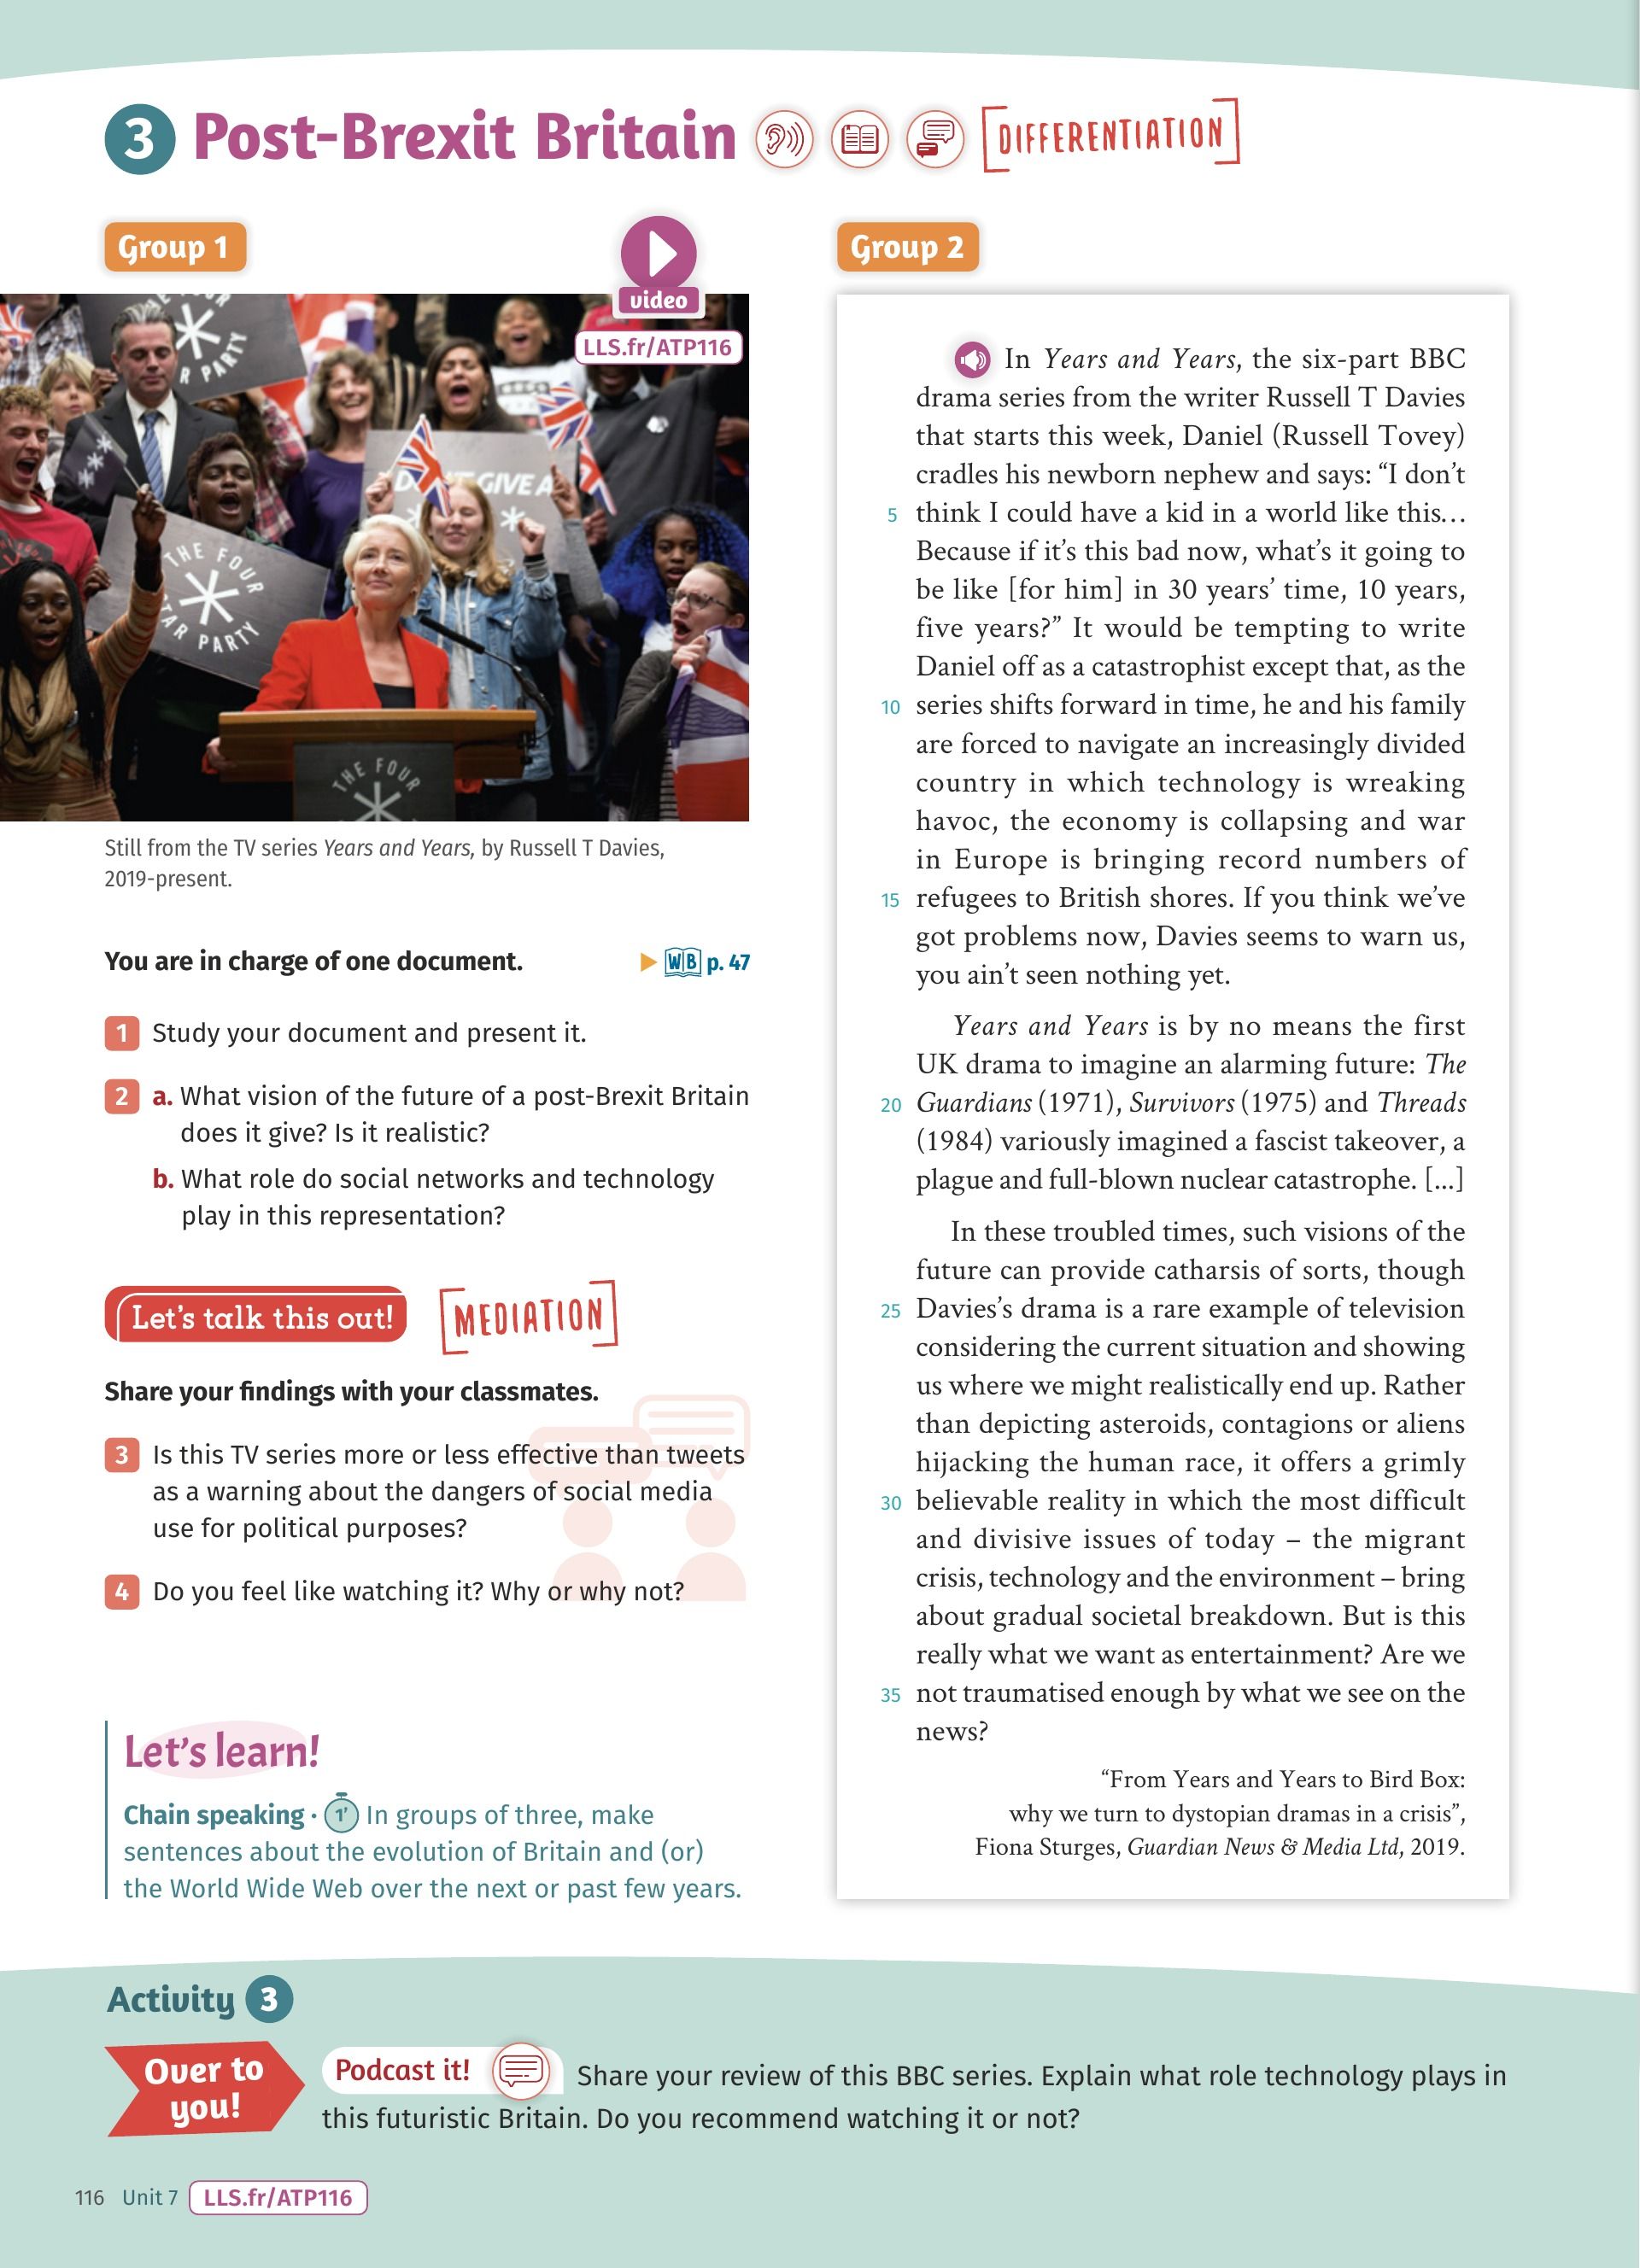 3 Post-Brexit Britain [DIFFERENTIATION]
Group 1
video
LLS.fr/ATP116
R PARTY
GIVE A
THE FOUR
TAR PARTY
THE FOUR
Still from the TV series Years and Years, by Russell T Davies,
2019-present.
You are in charge of one document. WB p. 47
1 Study your document and present it.
2 a. What vision of the future of a post-Brexit Britain
does it give? Is it realistic?
b. What role do social networks and technology
play in this representation?
Let's talk this out! [MEDIATION]
Share your findings with your classmates.
3 Is this TV series more or less effective than tweets
as a warning about the dangers of social media
use for political purposes?
4 Do you feel like watching it? Why or why not?
Let's learn!
Chain speaking · 1' In groups of three, make
sentences about the evolution of Britain and (or)
the World Wide Web over the next or past few years.
Group 2
In Years and Years, the six-part BBC
drama series from the writer Russell T Davies
that starts this week, Daniel (Russell Tovey)
cradles his newborn nephew and says: “I don’t
5 think I could have a kid in a world like this…
Because if it’s this bad now, what’s it going to
be like [for him] in 30 years’ time, 10 years,
five years?” It would be tempting to write
Daniel off as a catastrophist except that, as the
10 series shifts forward in time, he and his family
are forced to navigate an increasingly divided
country in which technology is wreaking
havoc, the economy is collapsing and war
in Europe is bringing record numbers of
15 refugees to British shores. If you think we’ve
got problems now, Davies seems to warn us,
you ain’t seen nothing yet.
Years and Years is by no means the first
UK drama to imagine an alarming future: The
20 Guardians (1971), Survivors (1975) and Threads
(1984) variously imagined a fascist takeover, a
plague and full-blown nuclear catastrophe. [...]
In these troubled times, such visions of the
future can provide catharsis of sorts, though
25 Davies’s drama is a rare example of television
considering the current situation and showing
us where we might realistically end up. Rather
than depicting asteroids, contagions or aliens
hijacking the human race, it offers a grimly
30 believable reality in which the most difficult
and divisive issues of today – the migrant
crisis, technology and the environment – bring
about gradual societal breakdown. But is this
really what we want as entertainment? Are we
35 not traumatised enough by what we see on the
news?
“From Years and Years to Bird Box:
why we turn to dystopian dramas in a crisis”,
Fiona Sturges, Guardian News & Media Ltd, 2019.
Activity 3
Over to
you!
Podcast it! Share your review of this BBC series. Explain what role technology plays in
this futuristic Britain. Do you recommend watching it or not?
116 Unit 7 LLS.fr/ATP116